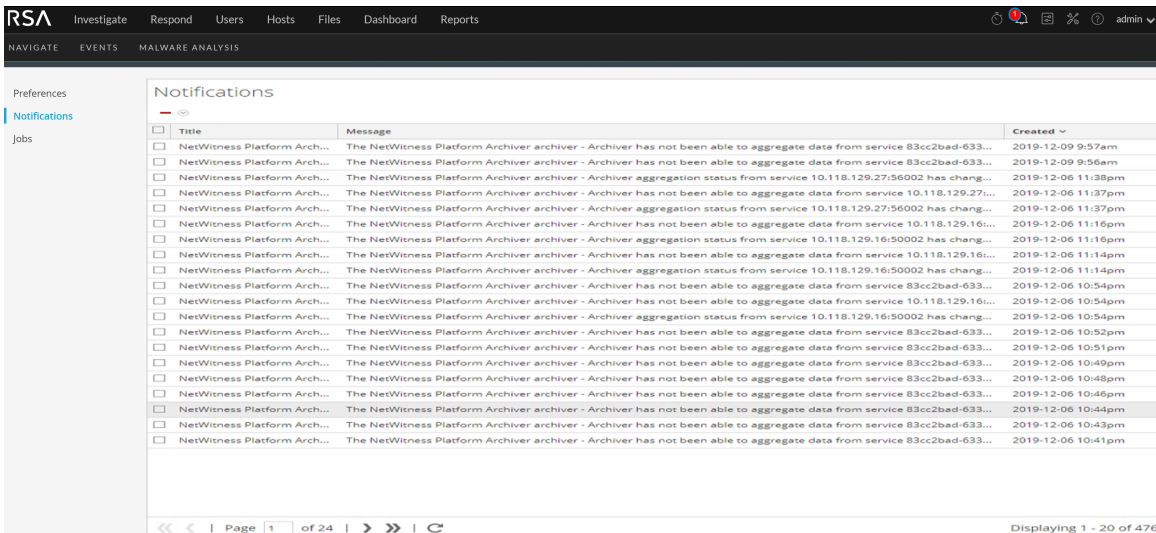 RSA Investigate Respond Users Hosts Files Dashboard Reports 1 admin
NAVIGATE EVENTS MALWARE ANALYSIS
Preferences
Notifications
Jobs
Notifications
Title Message Created
NetWitness Platform Arch... The NetWitness Platform Archiver archiver - Archiver has not been able to aggregate data from service 83cc2bad-633... 2019-12-09 9:57am
NetWitness Platform Arch... The NetWitness Platform Archiver archiver - Archiver has not been able to aggregate data from service 83cc2bad-633... 2019-12-09 9:56am
NetWitness Platform Arch... The NetWitness Platform Archiver archiver - Archiver aggregation status from service 10.118.129.27:56002 has chang... 2019-12-06 11:38pm
NetWitness Platform Arch... The NetWitness Platform Archiver archiver - Archiver has not been able to aggregate data from service 10.118.129.27:... 2019-12-06 11:37pm
NetWitness Platform Arch... The NetWitness Platform Archiver archiver - Archiver aggregation status from service 10.118.129.27:56002 has chang... 2019-12-06 11:37pm
NetWitness Platform Arch... The NetWitness Platform Archiver archiver - Archiver has not been able to aggregate data from service 10.118.129.16:... 2019-12-06 11:16pm
NetWitness Platform Arch... The NetWitness Platform Archiver archiver - Archiver aggregation status from service 10.118.129.16:50002 has chang... 2019-12-06 11:16pm
NetWitness Platform Arch... The NetWitness Platform Archiver archiver - Archiver has not been able to aggregate data from service 10.118.129.16:... 2019-12-06 11:14pm
NetWitness Platform Arch... The NetWitness Platform Archiver archiver - Archiver aggregation status from service 10.118.129.16:50002 has chang... 2019-12-06 11:14pm
NetWitness Platform Arch... The NetWitness Platform Archiver archiver - Archiver has not been able to aggregate data from service 83cc2bad-633... 2019-12-06 10:54pm
NetWitness Platform Arch... The NetWitness Platform Archiver archiver - Archiver has not been able to aggregate data from service 10.118.129.16:... 2019-12-06 10:54pm
NetWitness Platform Arch... The NetWitness Platform Archiver archiver - Archiver aggregation status from service 10.118.129.16:50002 has chang... 2019-12-06 10:54pm
NetWitness Platform Arch... The NetWitness Platform Archiver archiver - Archiver has not been able to aggregate data from service 83cc2bad-633... 2019-12-06 10:52pm
NetWitness Platform Arch... The NetWitness Platform Archiver archiver - Archiver has not been able to aggregate data from service 83cc2bad-633... 2019-12-06 10:51pm
NetWitness Platform Arch... The NetWitness Platform Archiver archiver - Archiver has not been able to aggregate data from service 83cc2bad-633... 2019-12-06 10:49pm
NetWitness Platform Arch... The NetWitness Platform Archiver archiver - Archiver has not been able to aggregate data from service 83cc2bad-633... 2019-12-06 10:48pm
NetWitness Platform Arch... The NetWitness Platform Archiver archiver - Archiver has not been able to aggregate data from service 83cc2bad-633... 2019-12-06 10:46pm
NetWitness Platform Arch... The NetWitness Platform Archiver archiver - Archiver has not been able to aggregate data from service 83cc2bad-633... 2019-12-06 10:44pm
NetWitness Platform Arch... The NetWitness Platform Archiver archiver - Archiver has not been able to aggregate data from service 83cc2bad-633... 2019-12-06 10:43pm
NetWitness Platform Arch... The NetWitness Platform Archiver archiver - Archiver has not been able to aggregate data from service 83cc2bad-633... 2019-12-06 10:41pm
Page 1 of 24 Displaying 1 - 20 of 476